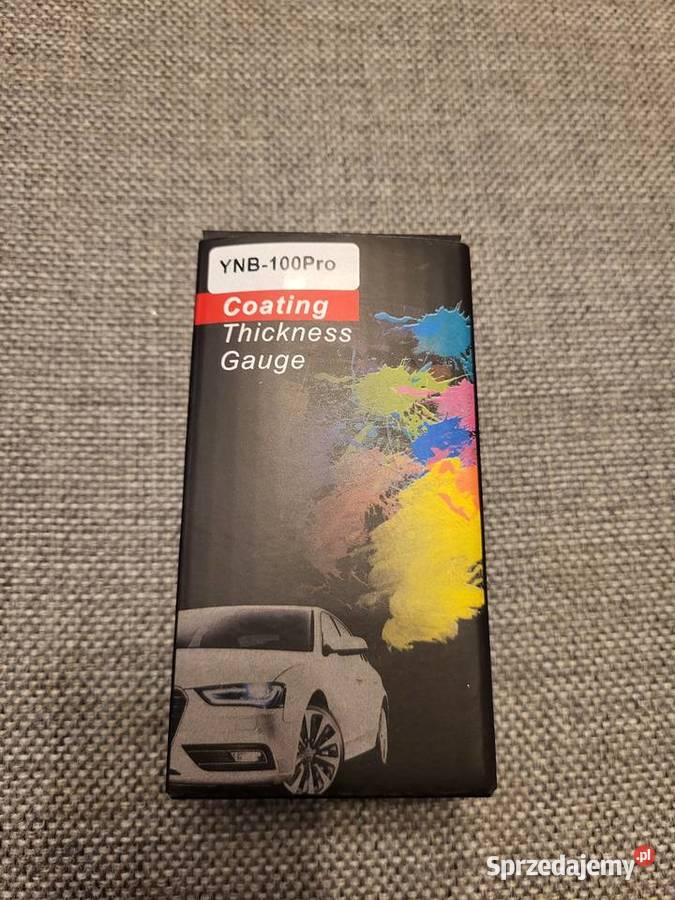 YNB-100Pro
Coating
Thickness
Gauge
Sprzedajemy.pl